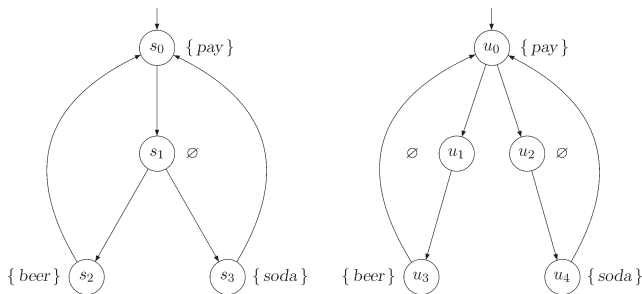 s₀ { pay }
u₀ { pay }
s₁ ∅
∅ u₁
u₂ ∅
{ beer } s₂
s₃ { soda }
{ beer } u₃
u₄ { soda }